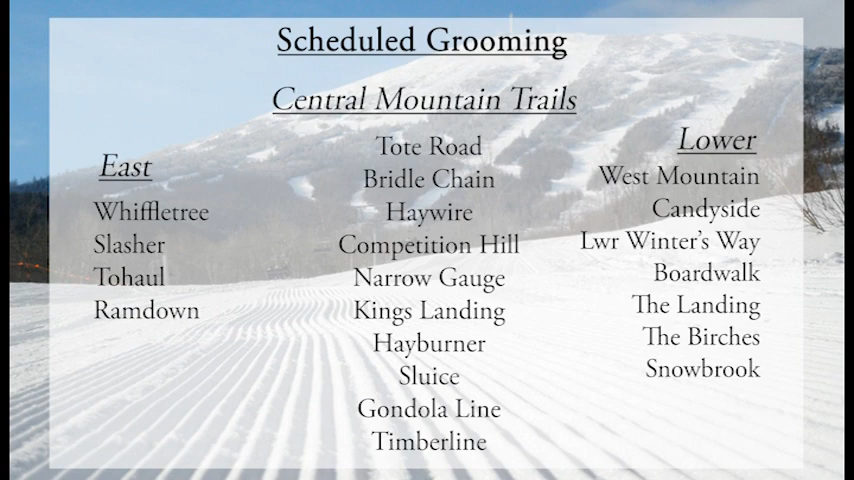 Scheduled Grooming
Central Mountain Trails
East
Whiffletree
Slasher
Tohaul
Ramdown
Tote Road
Bridle Chain
Haywire
Competition Hill
Narrow Gauge
Kings Landing
Hayburner
Sluice
Gondola Line
Timberline
Lower
West Mountain
Candyside
Lwr Winter's Way
Boardwalk
The Landing
The Birches
Snowbrook